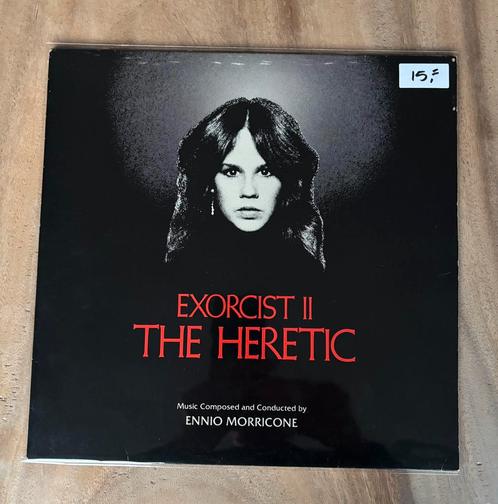 15,=
EXORCIST II
THE HERETIC
Music Composed and Conducted by
ENNIO MORRICONE